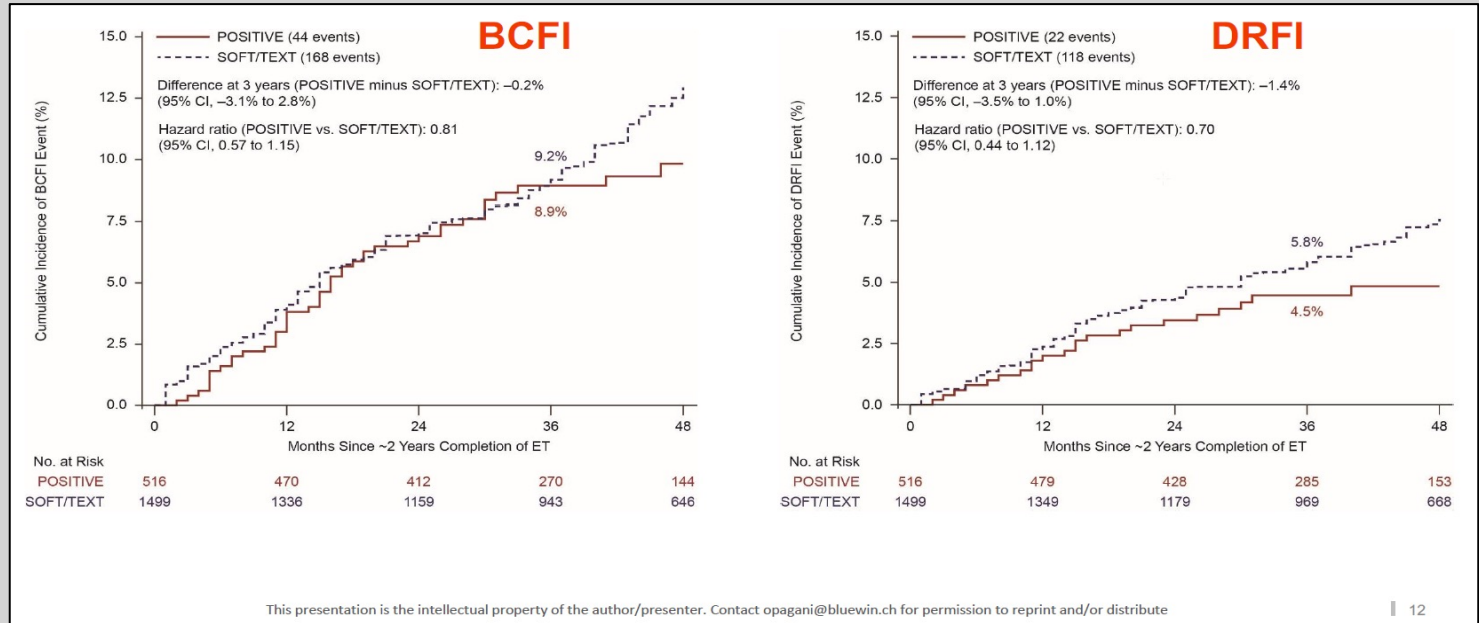 BCFI
15.0
12.5
10.0
7.5
5.0
2.5
0.0
Cumulative Incidence of BCFI Event (%)
POSITIVE (44 events)
SOFT/TEXT (168 events)
Difference at 3 years (POSITIVE minus SOFT/TEXT): –0.2%
(95% CI, –3.1% to 2.8%)
Hazard ratio (POSITIVE vs. SOFT/TEXT): 0.81
(95% CI, 0.57 to 1.15)
9.2%
8.9%
0 12 24 36 48
Months Since ~2 Years Completion of ET
No. at Risk
POSITIVE 516 470 412 270 144
SOFT/TEXT 1499 1336 1159 943 646
DRFI
15.0
12.5
10.0
7.5
5.0
2.5
0.0
Cumulative Incidence of DRFI Event (%)
POSITIVE (22 events)
SOFT/TEXT (118 events)
Difference at 3 years (POSITIVE minus SOFT/TEXT): –1.4%
(95% CI, –3.5% to 1.0%)
Hazard ratio (POSITIVE vs. SOFT/TEXT): 0.70
(95% CI, 0.44 to 1.12)
5.8%
4.5%
0 12 24 36 48
Months Since ~2 Years Completion of ET
No. at Risk
POSITIVE 516 479 428 285 153
SOFT/TEXT 1499 1349 1179 969 668
This presentation is the intellectual property of the author/presenter. Contact opagani@bluewin.ch for permission to reprint and/or distribute
12